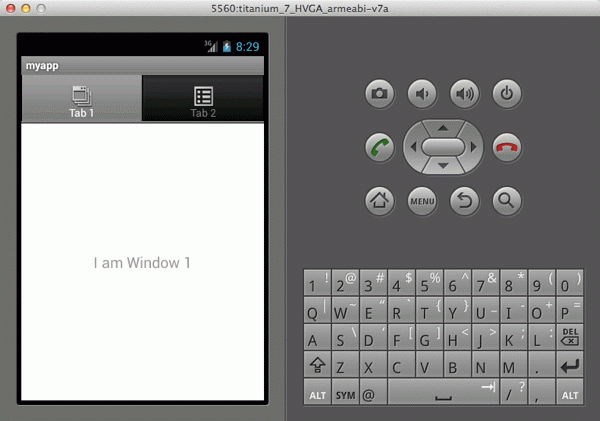 5560:titanium_7_HVGA_armeabi-v7a
3G 8:29
myapp
Tab 1 Tab 2
I am Window 1
MENU
1 ! 2 @ 3 # 4 $ 5 % 6 ^ 7 & 8 * 9 ( 0 )
Q | W ~ E " R ` T { Y } U _ I - O + P =
A S \ D ' F [ G ] H < J > K ; L : DEL
Z X C V B N M .
ALT SYM @ / ? , ALT